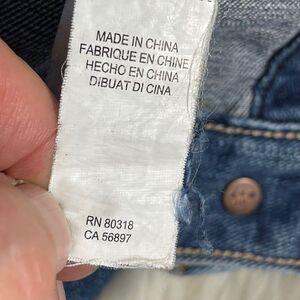 MADE IN CHINA
FABRIQUE EN CHINE
HECHO EN CHINA
DIBUAT DI CINA
RN 80318
CA 56897